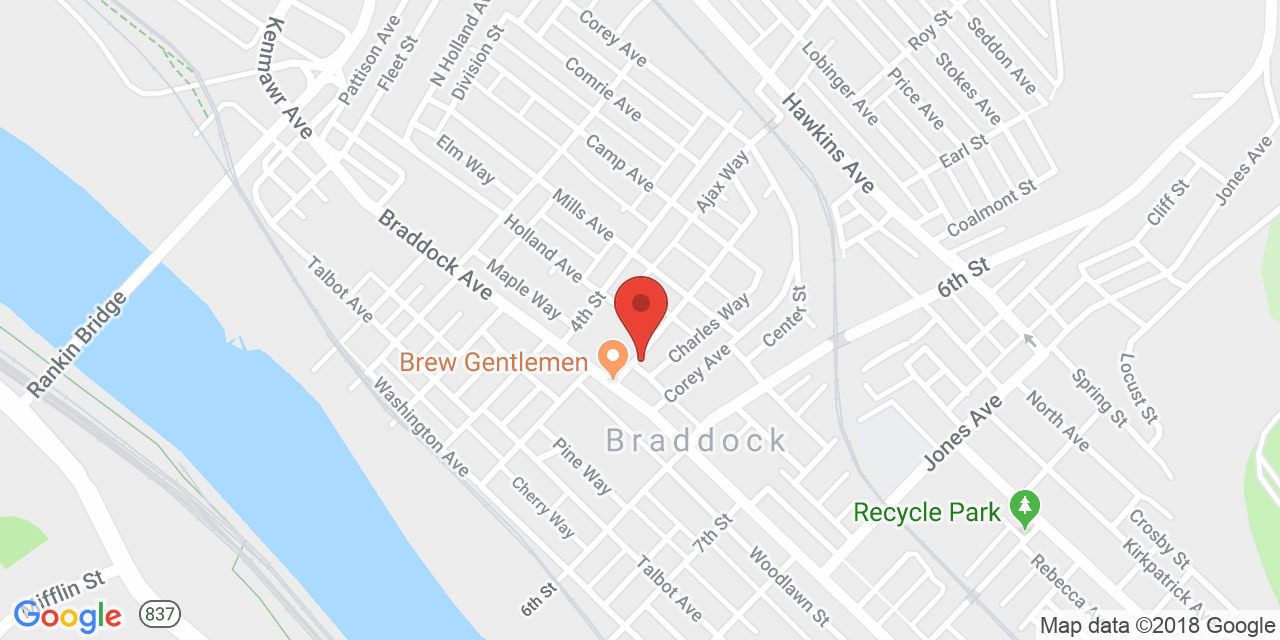 Kenmawr Ave
Pattison Ave
Fleet St
N Holland Av
Division St
Corey Ave
Comrie Ave
Camp Ave
Elm Way
Mills Ave
Holland Ave
Maple Way
4th St
Ajax Way
Hawkins Ave
Lobinger Ave
Roy St
Price Ave
Stokes Ave
Seddon Ave
Earl St
Coalmont St
Cliff St
Jones Ave
6th St
Center St
Charles Way
Corey Ave
Braddock Ave
Talbot Ave
Rankin Bridge
Washington Ave
Brew Gentlemen
Braddock
Pine Way
Cherry Way
7th St
6th St
Talbot Ave
Woodlawn St
Jones Ave
North Ave
Spring St
Locust St
Recycle Park
Crosby St
Kirkpatrick Ave
Rebecca A
Mifflin St
837
Google
Map data ©2018 Google